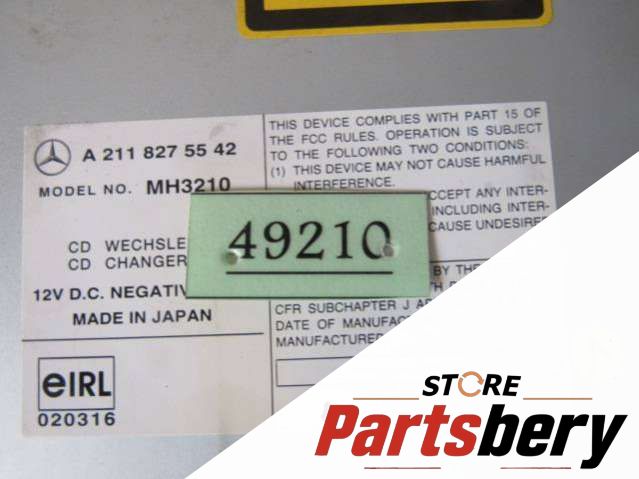 A 211 827 55 42
MODEL NO. MH3210
CD WECHSLE
CD CHANGER
12V D.C. NEGATIV
MADE IN JAPAN
eIRL
020316
THIS DEVICE COMPLIES WITH PART 15 OF
THE FCC RULES. OPERATION IS SUBJECT
TO THE FOLLOWING TWO CONDITIONS:
(1) THIS DEVICE MAY NOT CAUSE HARMFUL
INTERFERENCE.
CCEPT ANY INTER-
INCLUDING INTER-
CAUSE UNDESIRED
49210
BY THE
CFR SUBCHAPTER J
DATE OF MANUFAC
MANUFACTURED
STORE
Partsbery